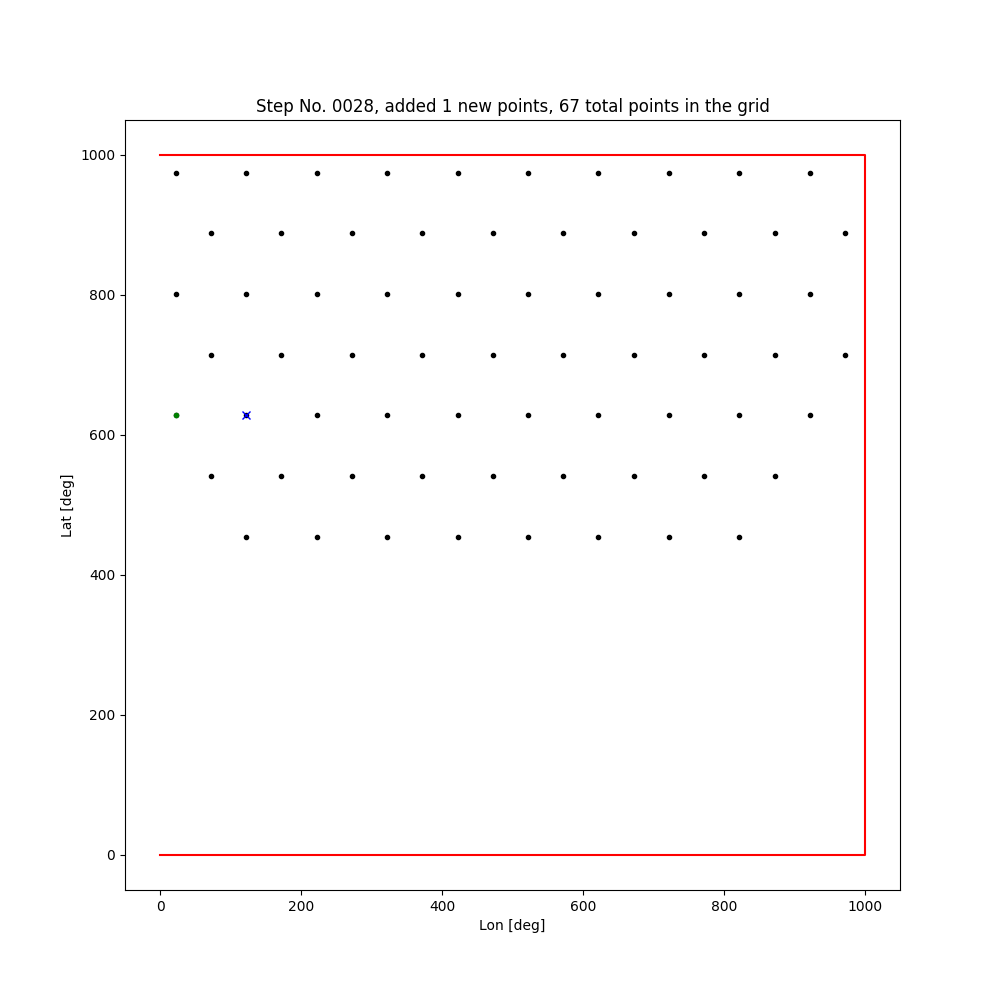 Step No. 0028, added 1 new points, 67 total points in the grid
1000
800
600
400
200
0
Lat [deg]
0 200 400 600 800 1000
Lon [deg]